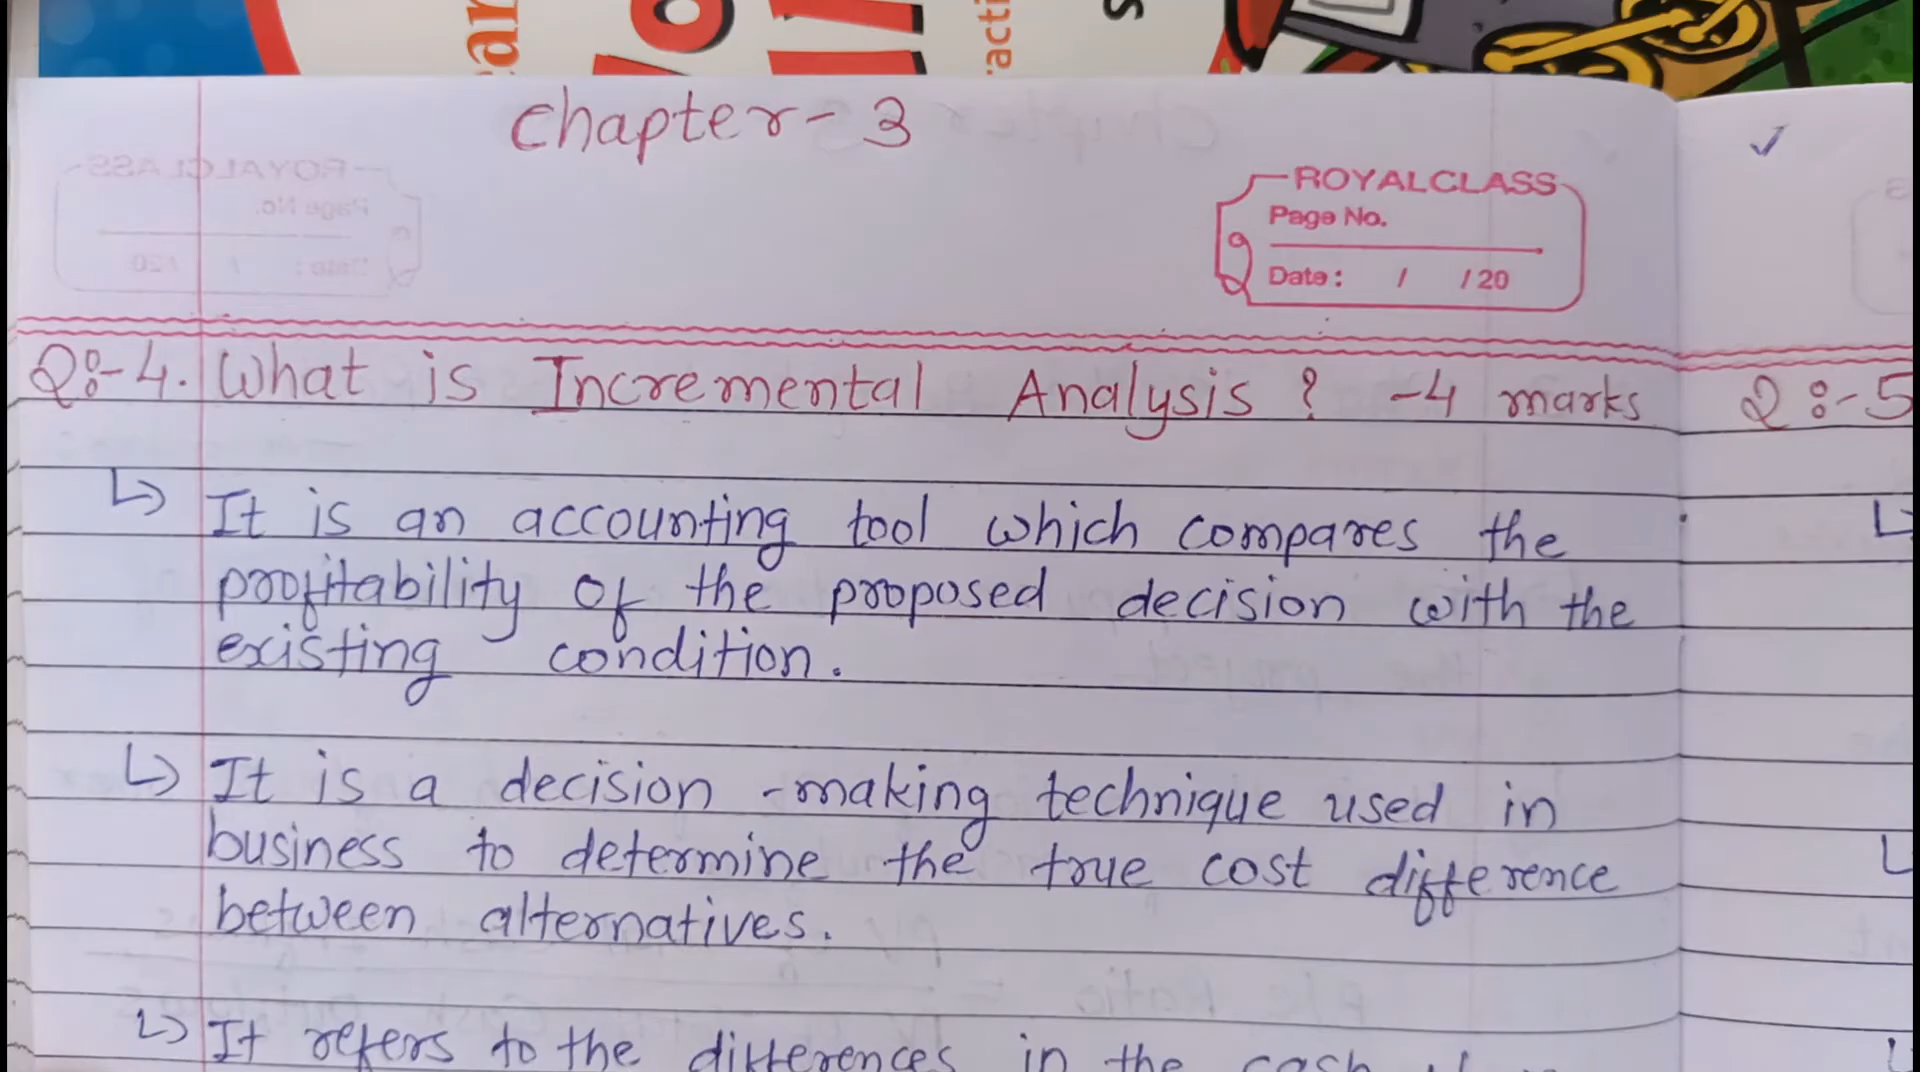 chapter - 3
ROYALCLASS
Page No.
Date: / /20
Q:-4. What is Incremental Analysis ? -4 marks
Q:-5
↳ It is an accounting tool which compares the
profitability of the proposed decision with the
existing condition.
↳ It is a decision -making technique used in
business to determine the true cost difference
between alternatives.
↳ It refers to the differences in the cash